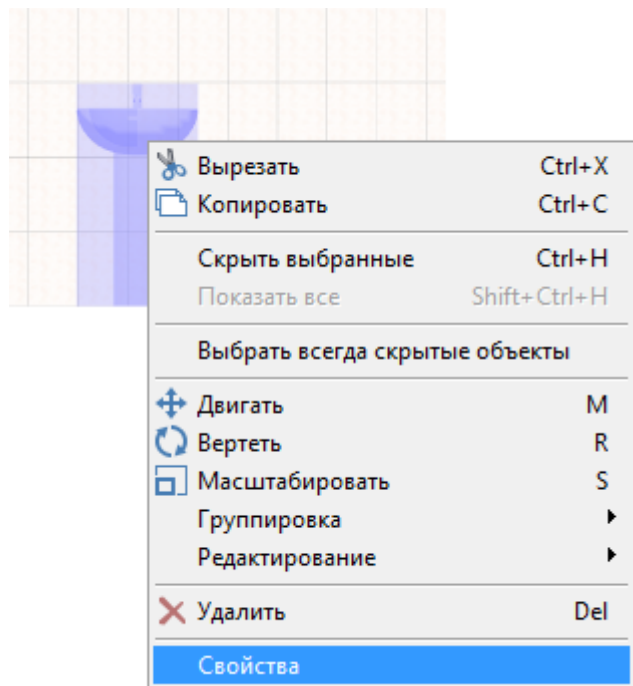 Вырезать Ctrl+X
Копировать Ctrl+C
Скрыть выбранные Ctrl+H
Показать все Shift+Ctrl+H
Выбрать всегда скрытые объекты
Двигать M
Вертеть R
Масштабировать S
Группировка
Редактирование
Удалить Del
Свойства